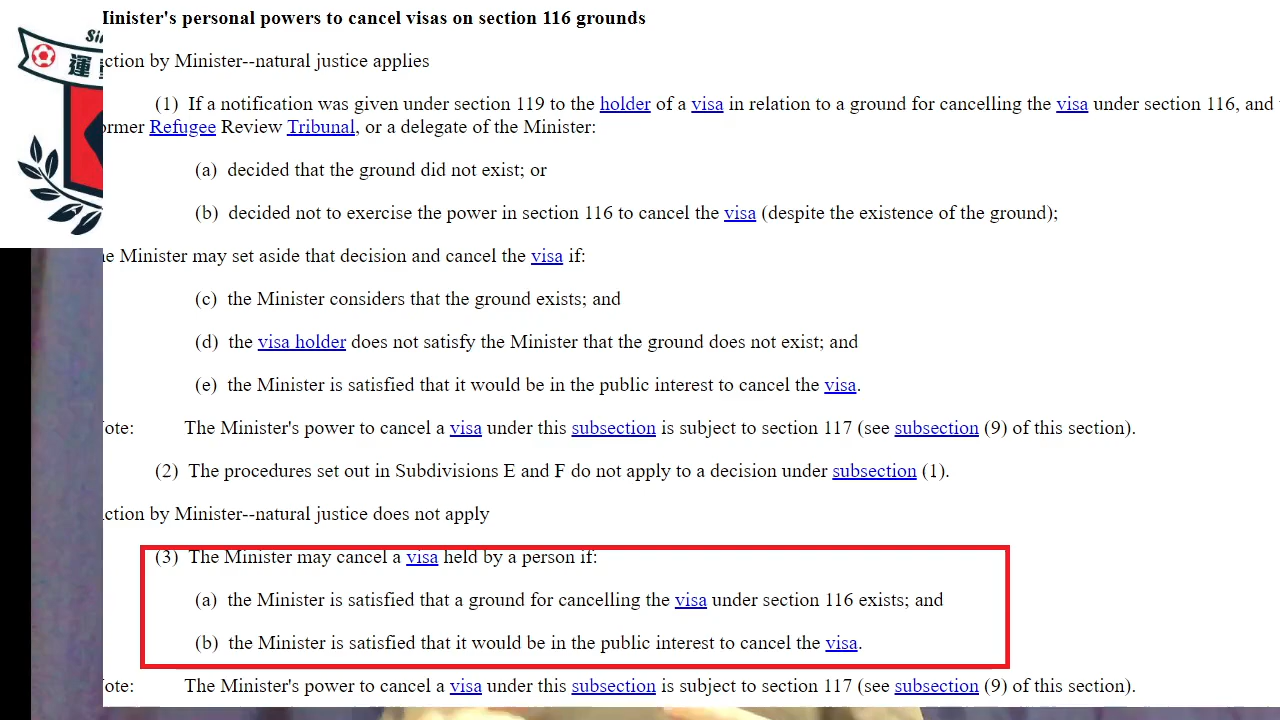 Minister's personal powers to cancel visas on section 116 grounds
ction by Minister--natural justice applies
運
(1) If a notification was given under section 119 to the holder of a visa in relation to a ground for cancelling the visa under section 116, and
ormer Refugee Review Tribunal, or a delegate of the Minister:
(a) decided that the ground did not exist; or
(b) decided not to exercise the power in section 116 to cancel the visa (despite the existence of the ground);
he Minister may set aside that decision and cancel the visa if:
(c) the Minister considers that the ground exists; and
(d) the visa holder does not satisfy the Minister that the ground does not exist; and
(e) the Minister is satisfied that it would be in the public interest to cancel the visa.
ote: The Minister's power to cancel a visa under this subsection is subject to section 117 (see subsection (9) of this section).
(2) The procedures set out in Subdivisions E and F do not apply to a decision under subsection (1).
ction by Minister--natural justice does not apply
(3) The Minister may cancel a visa held by a person if:
(a) the Minister is satisfied that a ground for cancelling the visa under section 116 exists; and
(b) the Minister is satisfied that it would be in the public interest to cancel the visa.
ote: The Minister's power to cancel a visa under this subsection is subject to section 117 (see subsection (9) of this section).